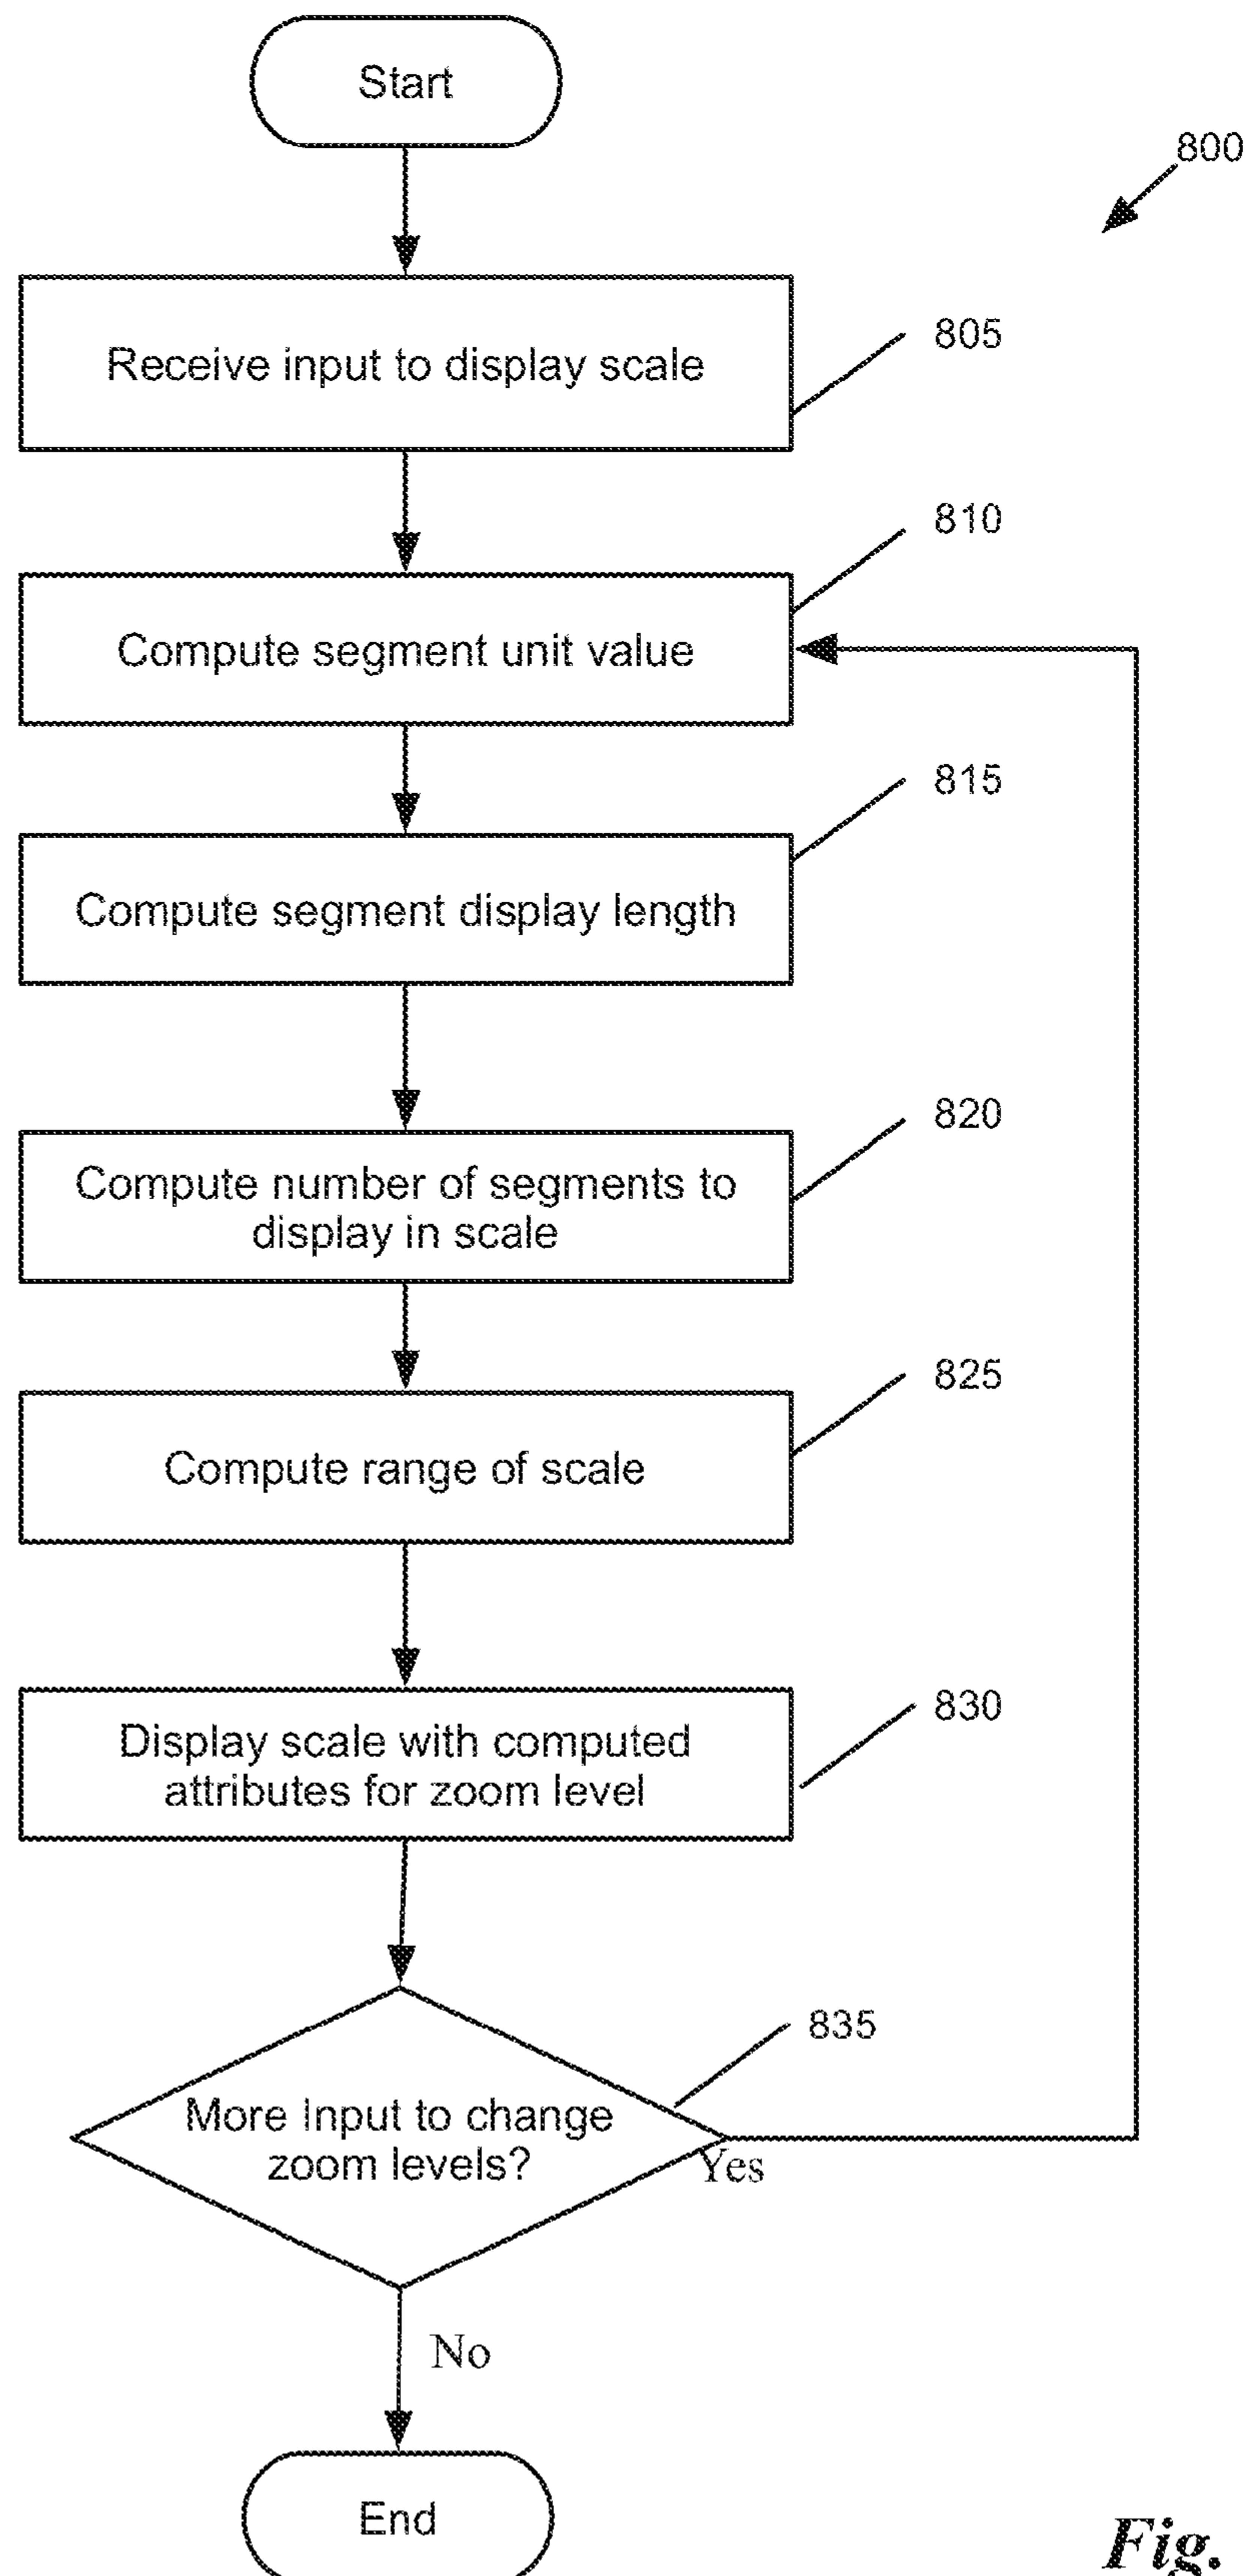 Start
800
Receive input to display scale
805
810
Compute segment unit value
815
Compute segment display length
820
Compute number of segments to
display in scale
825
Compute range of scale
830
Display scale with computed
attributes for zoom level
835
More Input to change
zoom levels?
Yes
No
End
Fig.